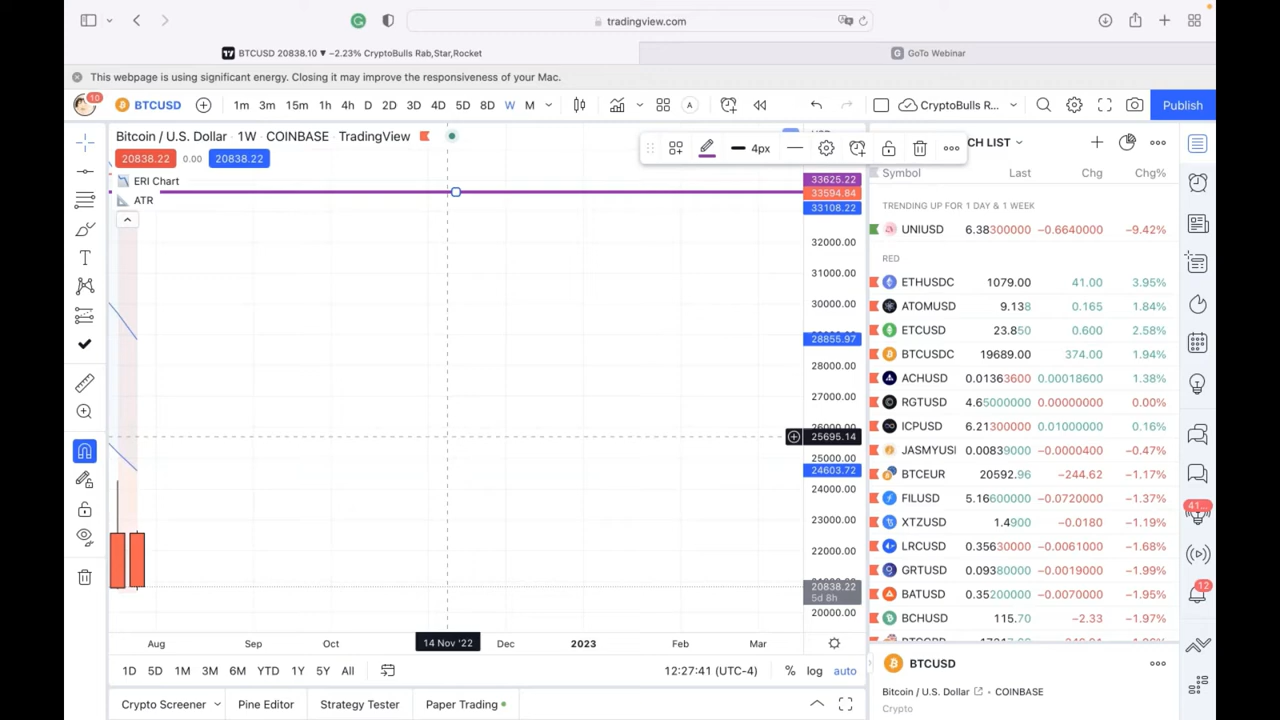 tradingview.com
BTCUSD 20838.10 ▼ −2.23% CryptoBulls Rab,Star,Rocket
GoTo Webinar
This webpage is using significant energy. Closing it may improve the responsiveness of your Mac.
10
BTCUSD
1m 3m 15m 1h 4h D 2D 3D 4D 5D 8D W M
CryptoBulls R...
Publish
Bitcoin / U.S. Dollar · 1W · COINBASE · TradingView
4px
CH LIST
20838.22 0.00 20838.22
Symbol Last Chg Chg%
ERI Chart
ATR
33625.22
33594.84
33108.22
32000.00
31000.00
30000.00
28855.97
28000.00
27000.00
25695.14
25000.00
24603.72
24000.00
23000.00
22000.00
20838.22
5d 8h
20000.00
TRENDING UP FOR 1 DAY & 1 WEEK
UNIUSD 6.38300000 −0.6640000 −9.42%
RED
ETHUSDC 1079.00 41.00 3.95%
ATOMUSD 9.138 0.165 1.84%
ETCUSD 23.850 0.600 2.58%
BTCUSDC 19689.00 374.00 1.94%
ACHUSD 0.01363600 0.00018600 1.38%
RGTUSD 4.65000000 0.00000000 0.00%
ICPUSD 6.21300000 0.01000000 0.16%
JASMYUSI 0.00839000 −0.0000400 −0.47%
BTCEUR 20592.96 −244.62 −1.17%
FILUSD 5.16600000 −0.0720000 −1.37%
XTZUSD 1.4900 −0.0180 −1.19%
LRCUSD 0.35630000 −0.0060000 −1.68%
GRTUSD 0.09380000 −0.0019000 −1.99%
BATUSD 0.35200000 −0.0070000 −1.95%
BCHUSD 115.70 −2.33 −1.97%
41...
12
Aug Sep Oct 14 Nov '22 Dec 2023 Feb Mar
1D 5D 1M 3M 6M YTD 1Y 5Y All
12:27:41 (UTC-4) % log auto
BTCUSD
Bitcoin / U.S. Dollar · COINBASE
Crypto
Crypto Screener Pine Editor Strategy Tester Paper Trading